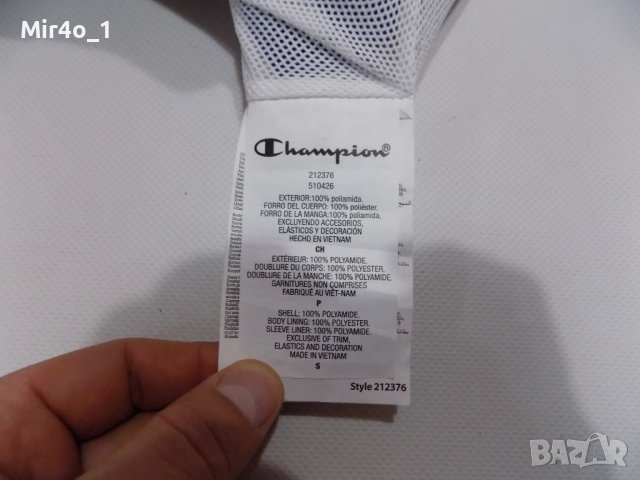 Mir4o_1
Champion®
212376
510426
EXTERIOR:100% poliamida.
FORRO DEL CUERPO: 100% poliéster.
FORRO DE LA MANGA:100% poliamida.
EXCLUYENDO ACCESORIOS,
ELÁSTICOS Y DECORACIÓN
HECHO EN VIETNAM
CH
EXTÉRIEUR: 100% POLYAMIDE.
DOUBLURE DU CORPS: 100% POLYESTER.
DOUBLURE DE LA MANCHE: 100% POLYAMIDE.
GARNITURES NON COMPRISES
FABRIQUÉ AU VIÊT-NAM
P
SHELL: 100% POLYAMIDE.
BODY LINING: 100% POLYESTER.
SLEEVE LINER: 100% POLYAMIDE.
EXCLUSIVE OF TRIM,
ELASTICS AND DECORATION
MADE IN VIETNAM
S
Style 212376
BAZAR